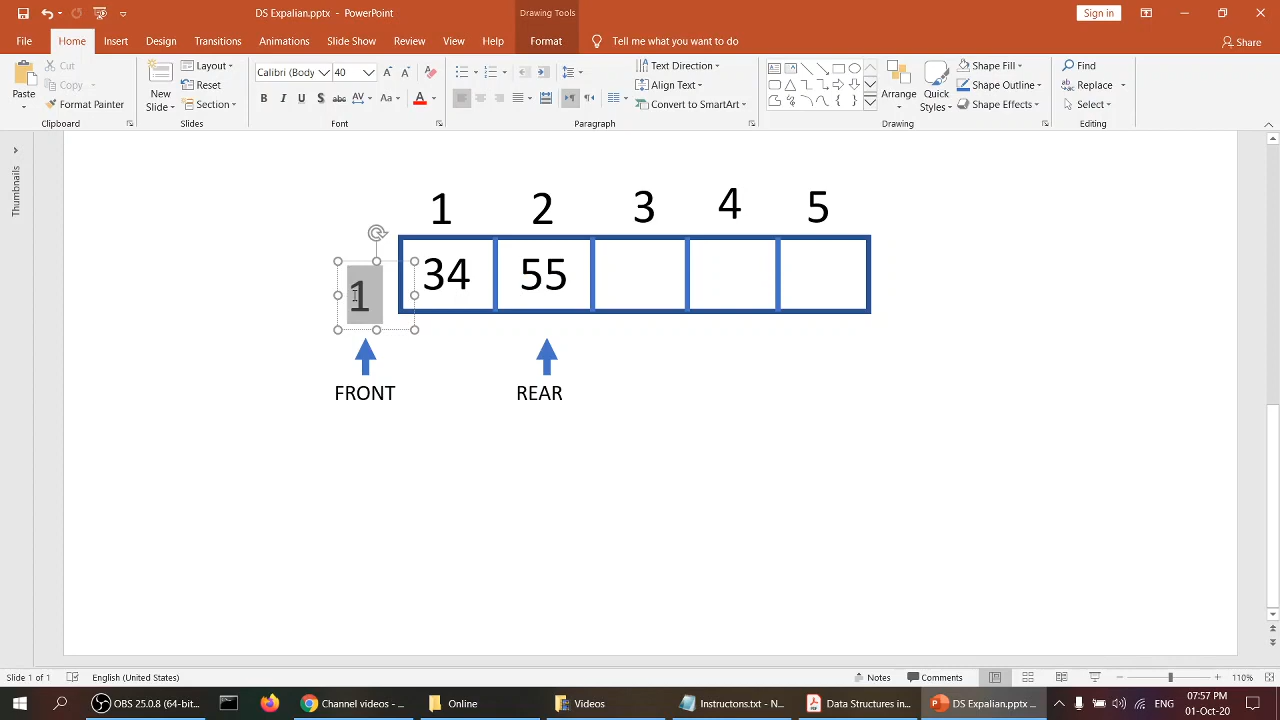 DS Expalian.pptx - PowerPoint
Drawing Tools
Sign in
File Home Insert Design Transitions Animations Slide Show Review View Help Format Tell me what you want to do Share
Paste
Cut
Copy
Format Painter
Clipboard
New
Slide
Layout
Reset
Section
Slides
Calibri (Body 40
B I U S abc AV Aa A
Font
Text Direction
Align Text
Convert to SmartArt
Paragraph
Arrange
Quick
Styles
Shape Fill
Shape Outline
Shape Effects
Drawing
Find
Replace
Select
Editing
Thumbnails
1 2 3 4 5
1 34 55
FRONT REAR
Slide 1 of 1 English (United States) Notes Comments 110%
OBS 25.0.8 (64-bit... Channel videos - ... Online Videos Instructons.txt - N... Data Structures in... DS Expalian.pptx ... ENG 07:57 PM
01-Oct-20